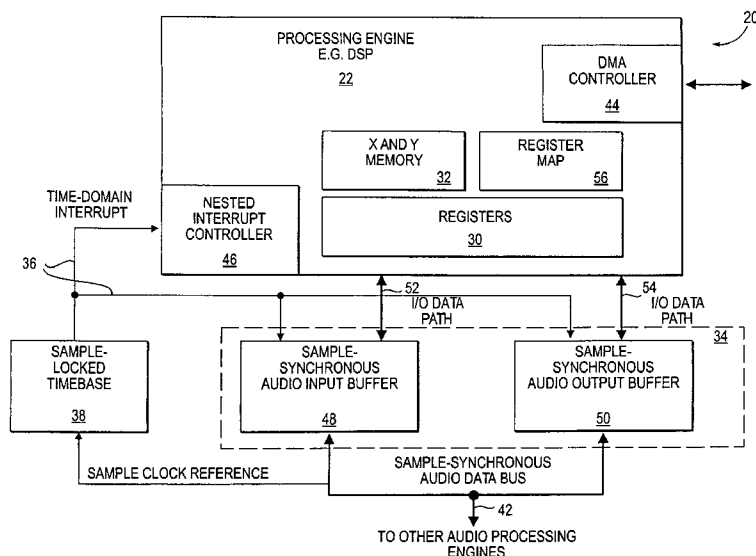 20
PROCESSING ENGINE
E.G. DSP
22
DMA
CONTROLLER
44
X AND Y
MEMORY
32
REGISTER
MAP
56
TIME-DOMAIN
INTERRUPT
NESTED
INTERRUPT
CONTROLLER
46
REGISTERS
30
36
52
I/O DATA
PATH
54
I/O DATA
PATH
34
SAMPLE-
LOCKED
TIMEBASE
38
SAMPLE-
SYNCHRONOUS
AUDIO INPUT BUFFER
48
SAMPLE-
SYNCHRONOUS
AUDIO OUTPUT BUFFER
50
SAMPLE CLOCK REFERENCE
SAMPLE-SYNCHRONOUS
AUDIO DATA BUS
42
TO OTHER AUDIO PROCESSING
ENGINES